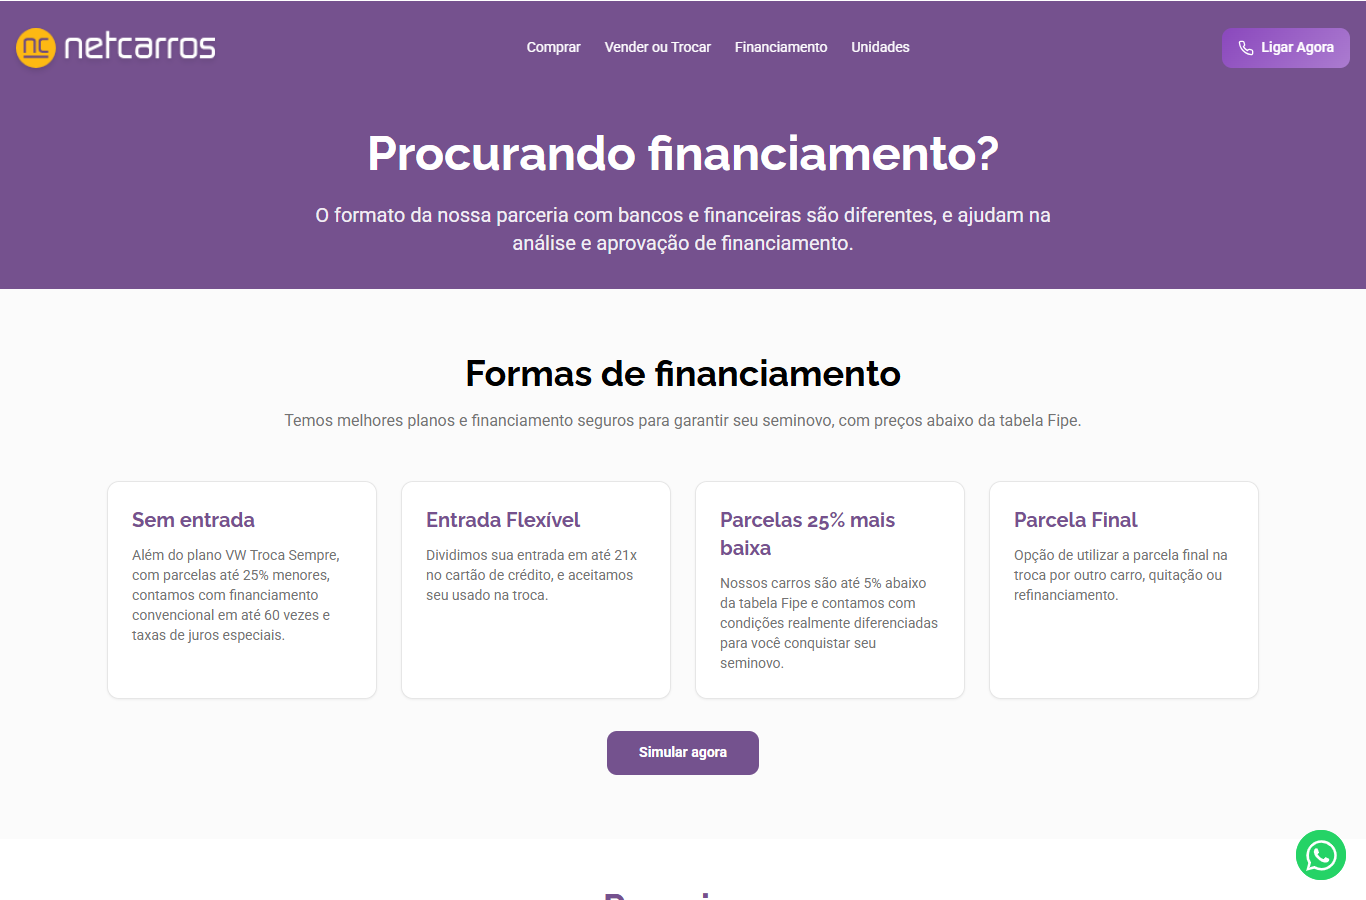 nc netcarros
Comprar Vender ou Trocar Financiamento Unidades
Ligar Agora
Procurando financiamento?
O formato da nossa parceria com bancos e financeiras são diferentes, e ajudam na
análise e aprovação de financiamento.
Formas de financiamento
Temos melhores planos e financiamento seguros para garantir seu seminovo, com preços abaixo da tabela Fipe.
Sem entrada
Além do plano VW Troca Sempre,
com parcelas até 25% menores,
contamos com financiamento
convencional em até 60 vezes e
taxas de juros especiais.
Entrada Flexível
Dividimos sua entrada em até 21x
no cartão de crédito, e aceitamos
seu usado na troca.
Parcelas 25% mais
baixa
Nossos carros são até 5% abaixo
da tabela Fipe e contamos com
condições realmente diferenciadas
para você conquistar seu
seminovo.
Parcela Final
Opção de utilizar a parcela final na
troca por outro carro, quitação ou
refinanciamento.
Simular agora